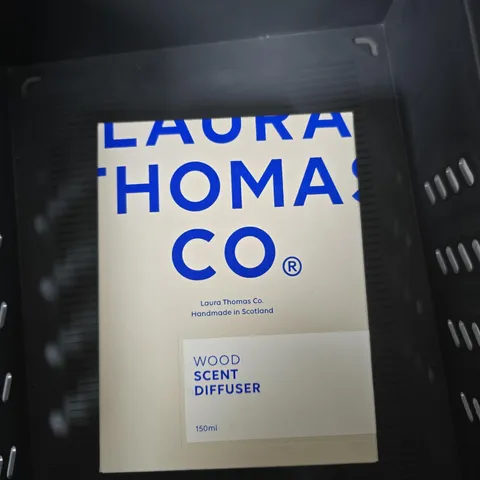 LAURA
THOMAS
CO.®
Laura Thomas Co.
Handmade in Scotland
WOOD
SCENT
DIFFUSER
150ml